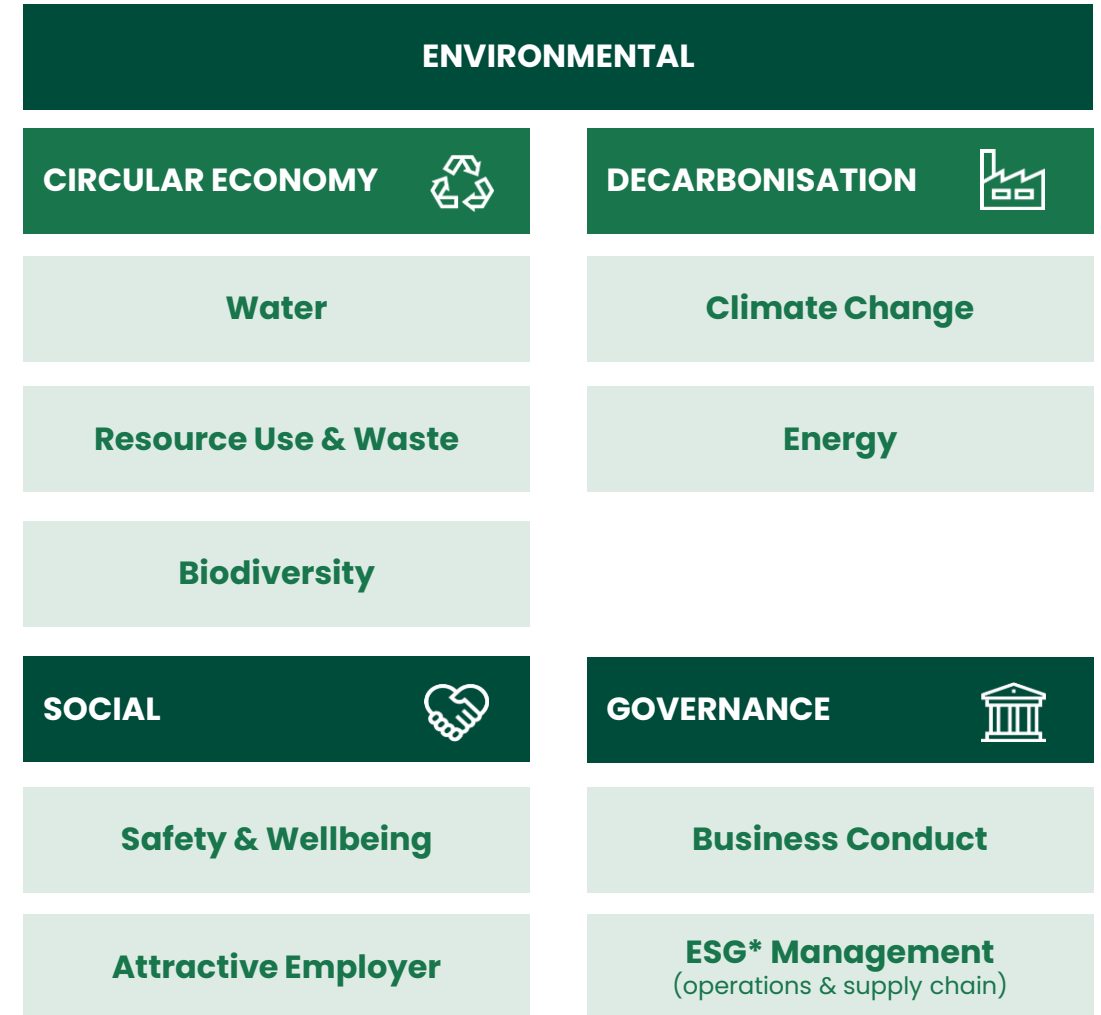 ENVIRONMENTAL
CIRCULAR ECONOMY
DECARBONISATION
Water
Climate Change
Resource Use & Waste
Energy
Biodiversity
SOCIAL
GOVERNANCE
Safety & Wellbeing
Business Conduct
Attractive Employer
ESG* Management
(operations & supply chain)